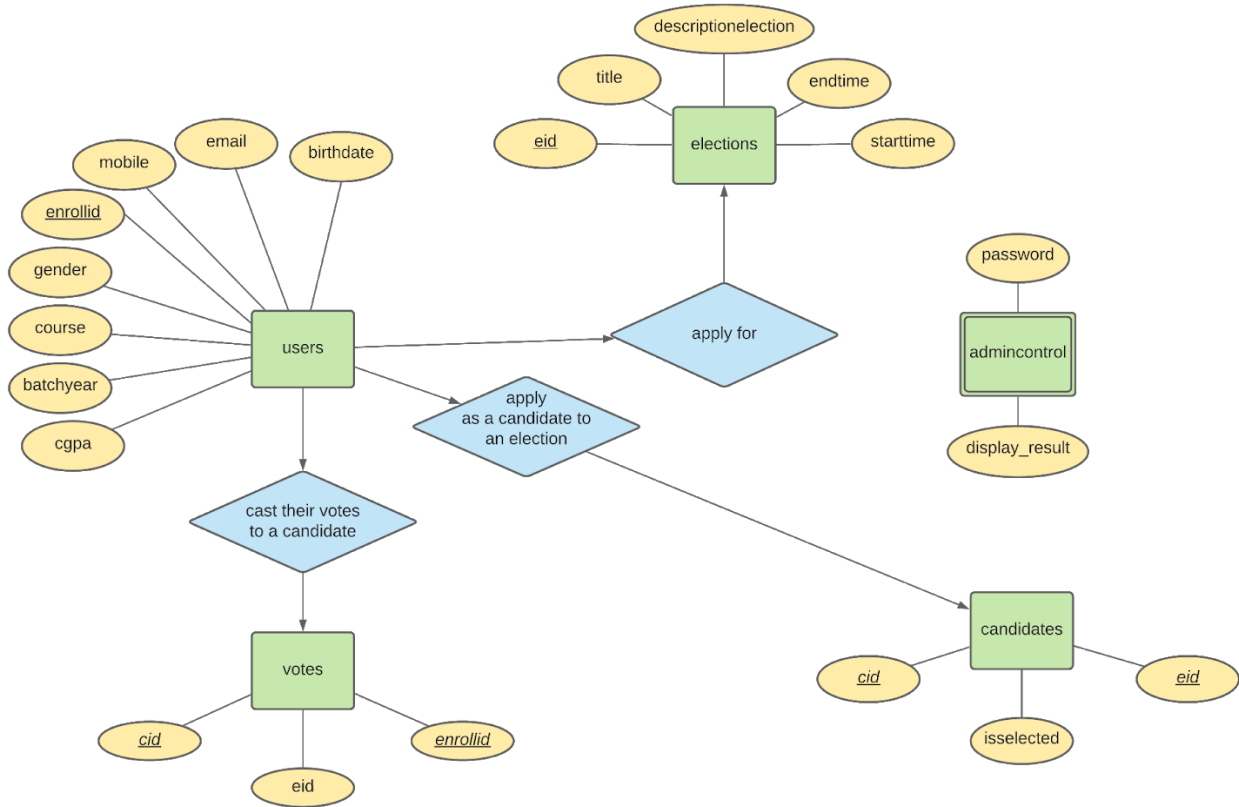 descriptionelection
title
endtime
eid
elections
starttime
email
mobile
birthdate
enrollid
gender
course
batchyear
cgpa
users
apply for
password
admincontrol
display_result
apply
as a candidate to
an election
cast their votes
to a candidate
candidates
cid
eid
isselected
votes
cid
enrollid
eid